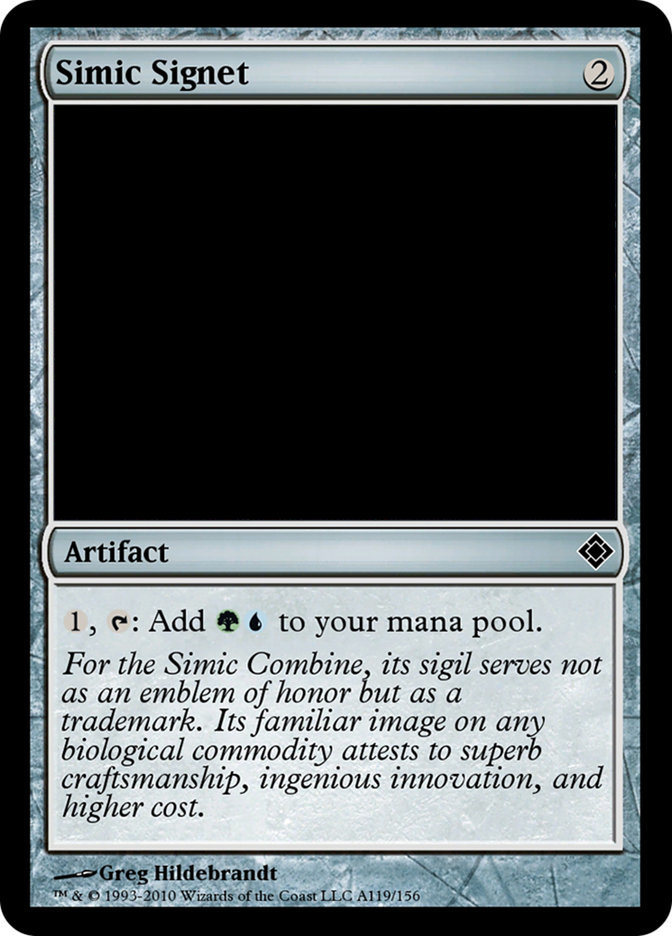 Simic Signet 2
Artifact
1, : Add to your mana pool.
For the Simic Combine, its sigil serves not
as an emblem of honor but as a
trademark. Its familiar image on any
biological commodity attests to superb
craftsmanship, ingenious innovation, and
higher cost.
Greg Hildebrandt
™ & © 1993-2010 Wizards of the Coast LLC A119/156